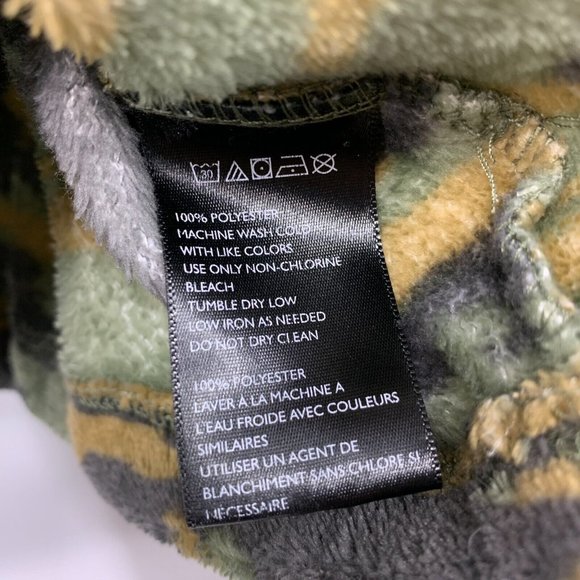 30
100% POLYESTER
MACHINE WASH COLD
WITH LIKE COLORS
USE ONLY NON-CHLORINE
BLEACH
TUMBLE DRY LOW
LOW IRON AS NEEDED
DO NOT DRY CLEAN
100% POLYESTER
LAVER A LA MACHINE A
L'EAU FROIDE AVEC COULEURS
SIMILAIRES
UTILISER UN AGENT DE
BLANCHIMENT SANS CHLORE SI
NECESSAIRE